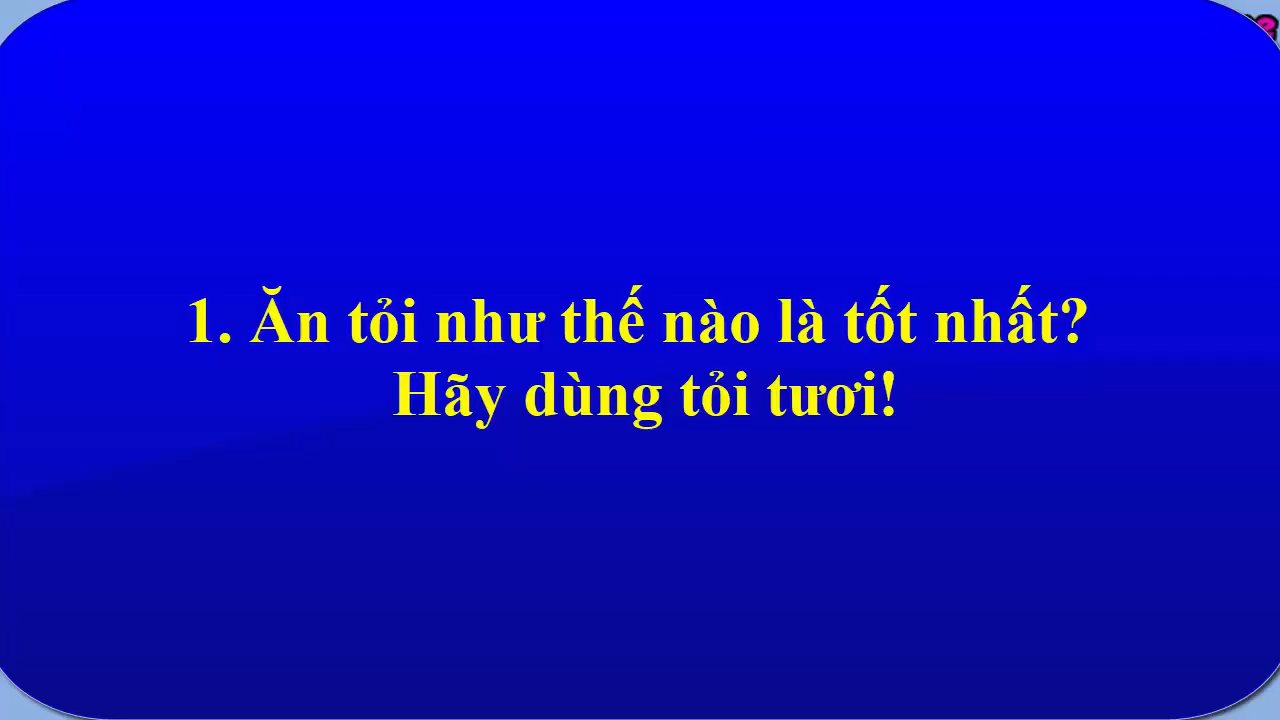 1. Ăn tỏi như thế nào là tốt nhất?
Hãy dùng tỏi tươi!